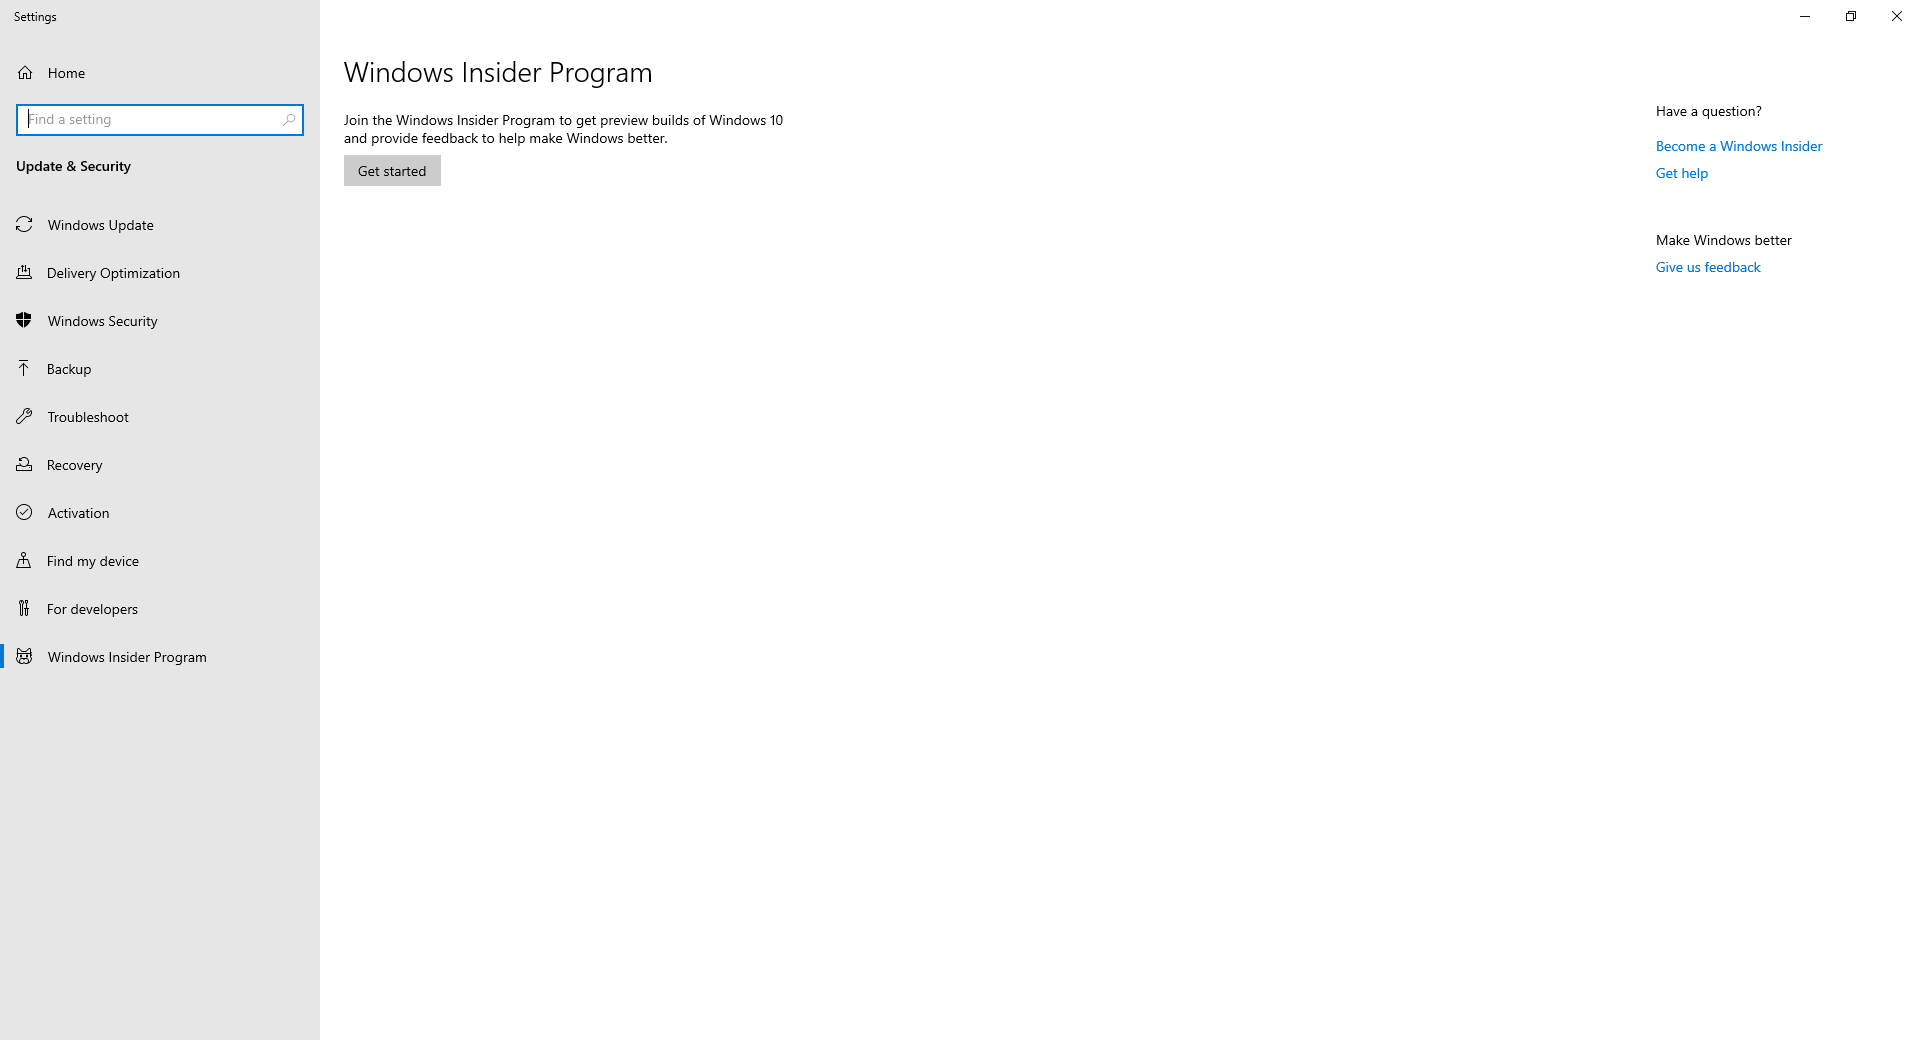 Settings
Home
Find a setting
Update & Security
Windows Update
Delivery Optimization
Windows Security
Backup
Troubleshoot
Recovery
Activation
Find my device
For developers
Windows Insider Program
Windows Insider Program
Join the Windows Insider Program to get preview builds of Windows 10
and provide feedback to help make Windows better.
Get started
Have a question?
Become a Windows Insider
Get help
Make Windows better
Give us feedback